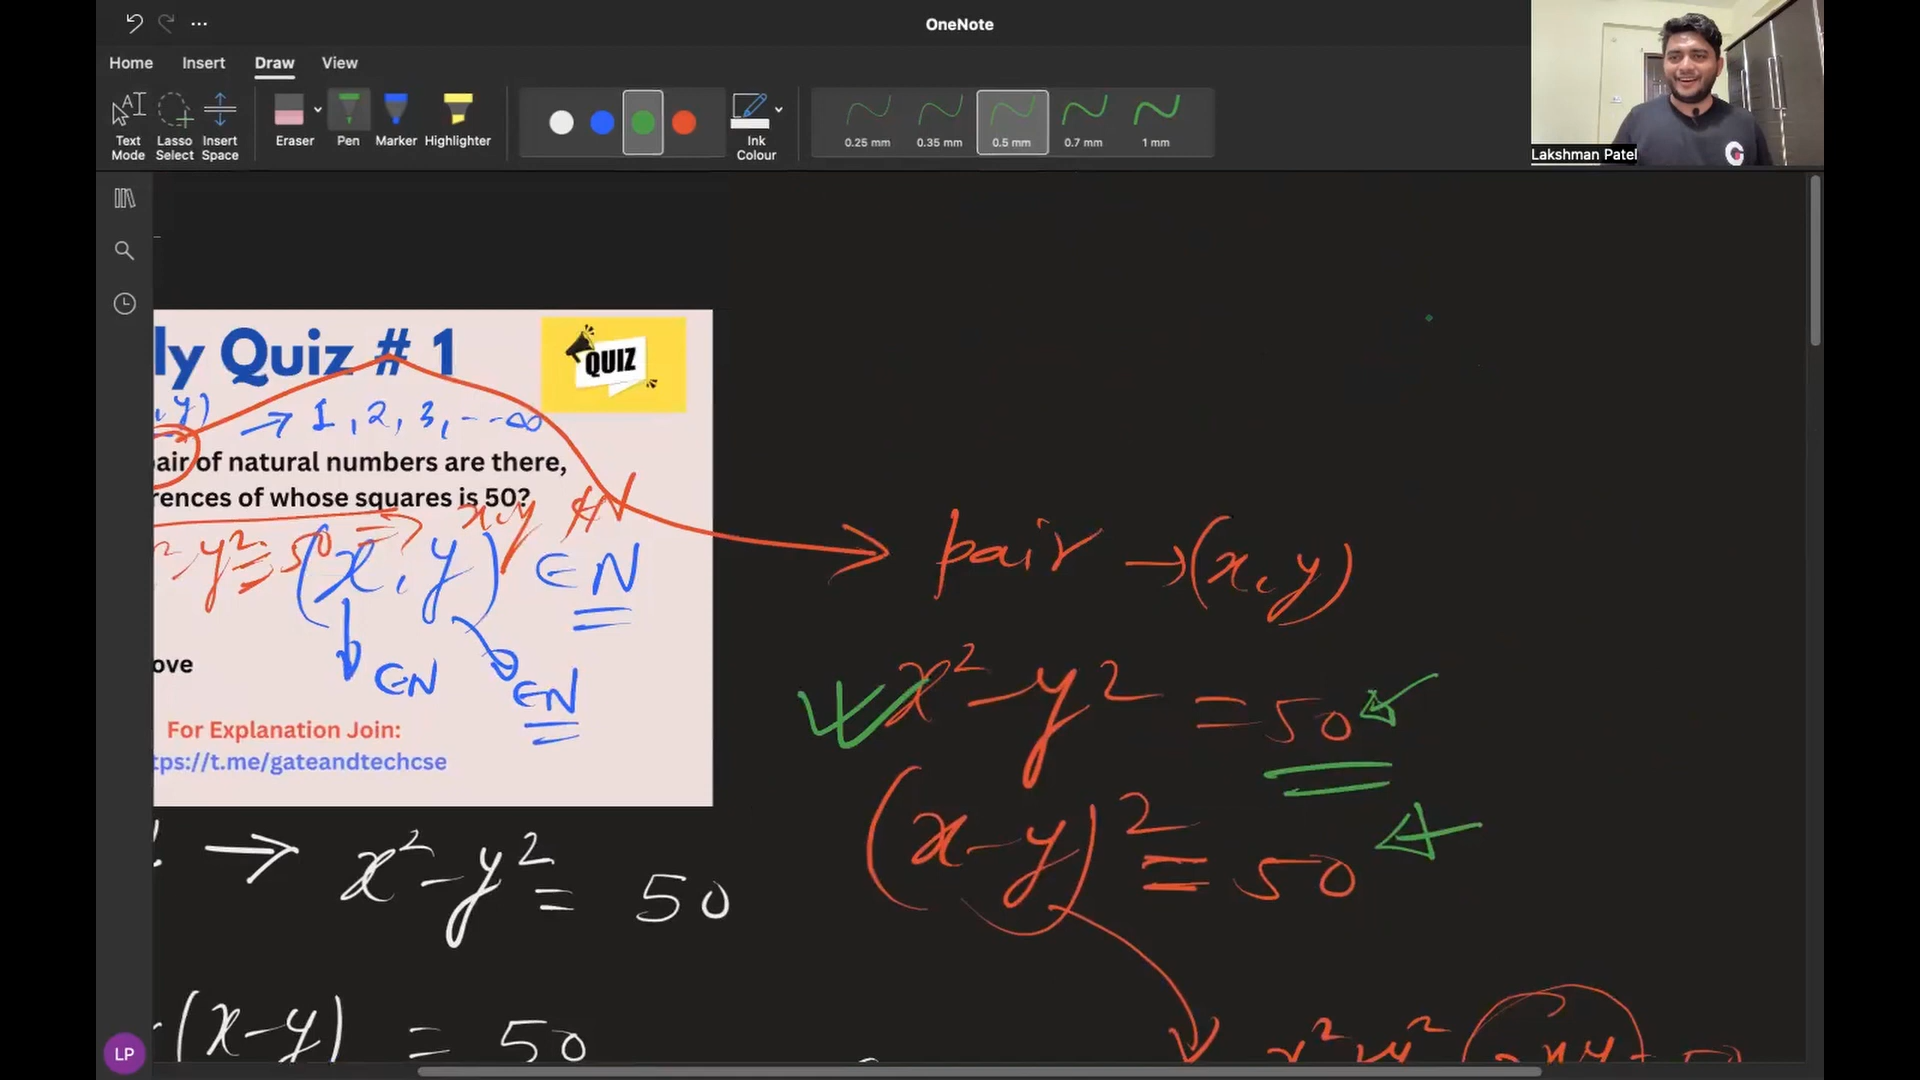 OneNote
Home Insert Draw View
Text Mode Lasso Select Insert Space Eraser Pen Marker Highlighter Ink Colour 0.25 mm 0.35 mm 0.5 mm 0.7 mm 1 mm
Lakshman Patel
ly Quiz # 1
QUIZ
, y) → 1, 2, 3, --∞
air of natural numbers are there,
rences of whose squares is 50?
x, y ∈ N
² - y² = 50
(x, y) ∈ N
∈N
∈N
ove
For Explanation Join:
tps://t.me/gateandtechcse
pair → (x, y)
x² - y² = 50
(x - y)² = 50
→ x² - y² = 50
(x - y) = 50
LP